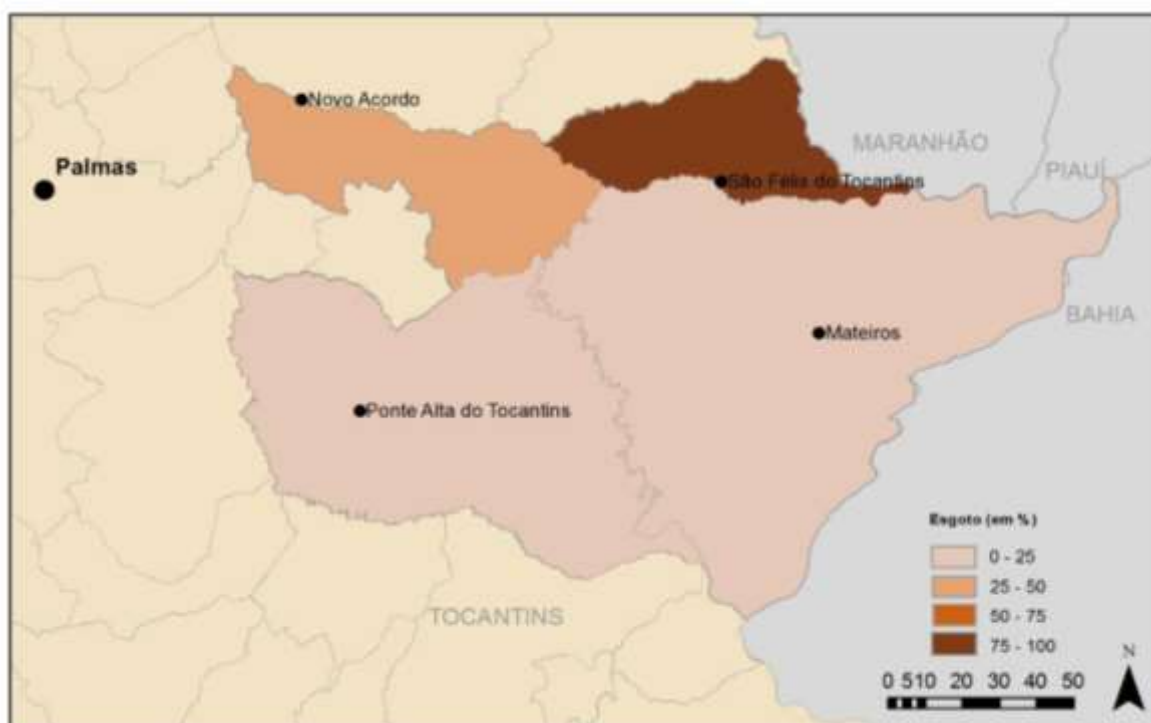 Novo Acordo
MARANHÃO
Palmas
PIAUÍ
São Félix do Tocantins
BAHIA
Mateiros
Ponte Alta do Tocantins
TOCANTINS
Esgoto (em %)
0 - 25
25 - 50
50 - 75
75 - 100
N
0 5 10 20 30 40 50